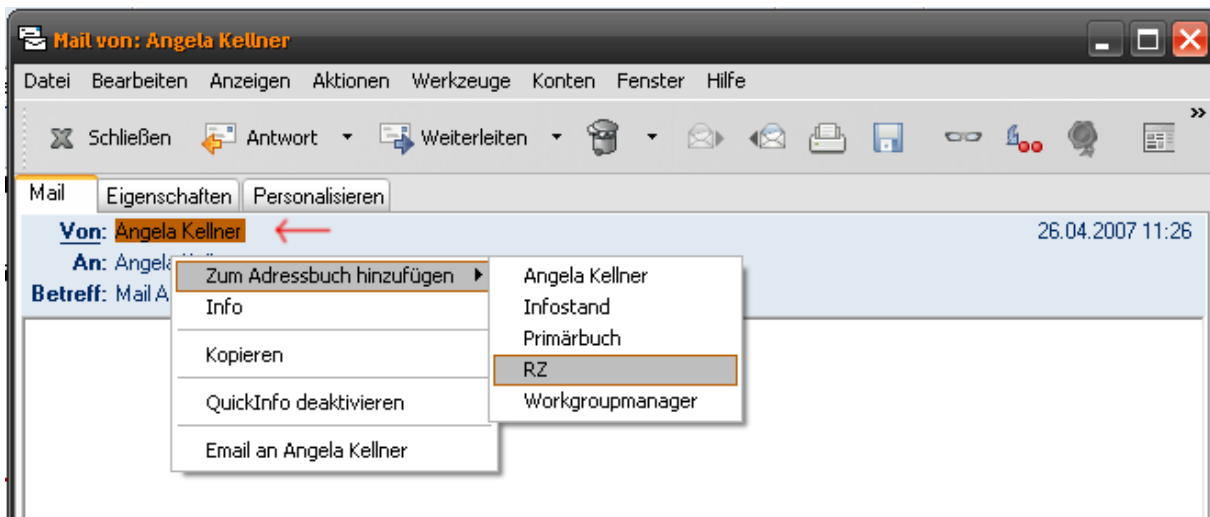 Mail von: Angela Kellner
Datei Bearbeiten Anzeigen Aktionen Werkzeuge Konten Fenster Hilfe
Schließen Antwort Weiterleiten »
Mail Eigenschaften Personalisieren
Von: Angela Kellner 26.04.2007 11:26
An: Angela
Betreff: Mail A
Zum Adressbuch hinzufügen
Info
Kopieren
QuickInfo deaktivieren
Email an Angela Kellner
Angela Kellner
Infostand
Primärbuch
RZ
Workgroupmanager